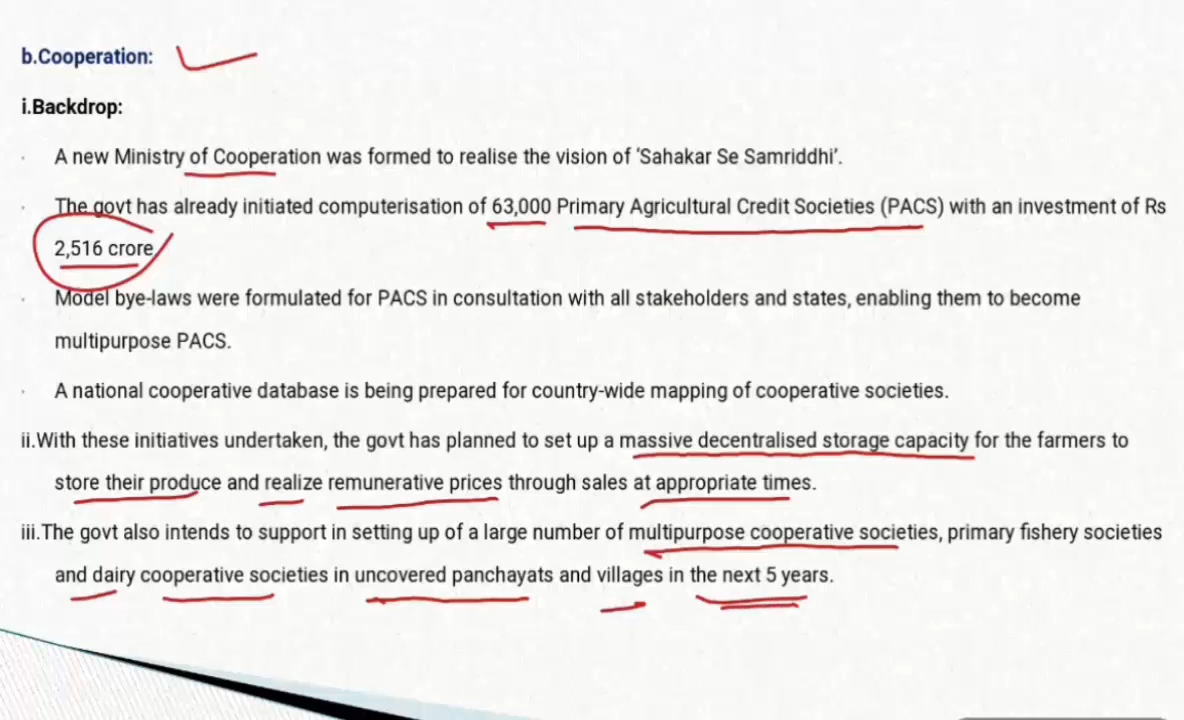 b.Cooperation:
i.Backdrop:
· A new Ministry of Cooperation was formed to realise the vision of ‘Sahakar Se Samriddhi’.
· The govt has already initiated computerisation of 63,000 Primary Agricultural Credit Societies (PACS) with an investment of Rs
2,516 crore
· Model bye-laws were formulated for PACS in consultation with all stakeholders and states, enabling them to become
multipurpose PACS.
· A national cooperative database is being prepared for country-wide mapping of cooperative societies.
ii.With these initiatives undertaken, the govt has planned to set up a massive decentralised storage capacity for the farmers to
store their produce and realize remunerative prices through sales at appropriate times.
iii.The govt also intends to support in setting up of a large number of multipurpose cooperative societies, primary fishery societies
and dairy cooperative societies in uncovered panchayats and villages in the next 5 years.